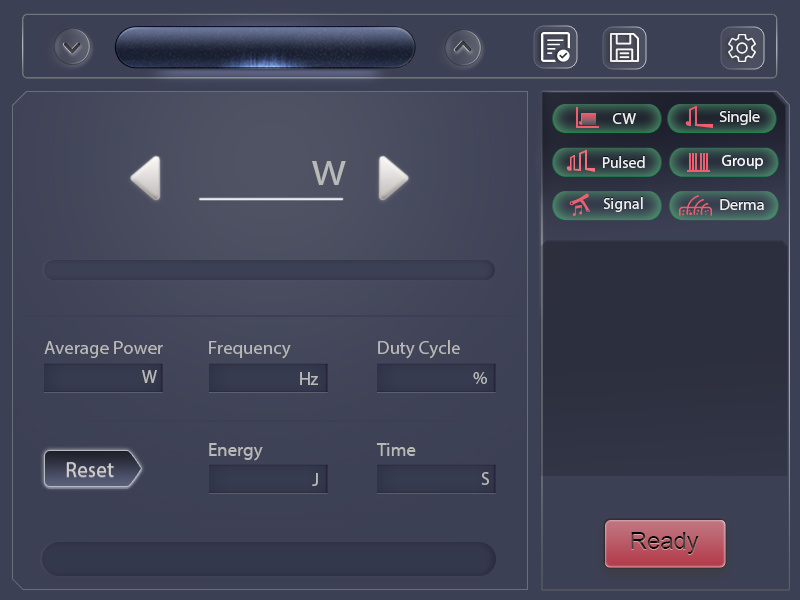 W
CW
Single
Pulsed
Group
Signal
Derma
Average Power
Frequency
Duty Cycle
W
Hz
%
Reset
Energy
Time
J
S
Ready